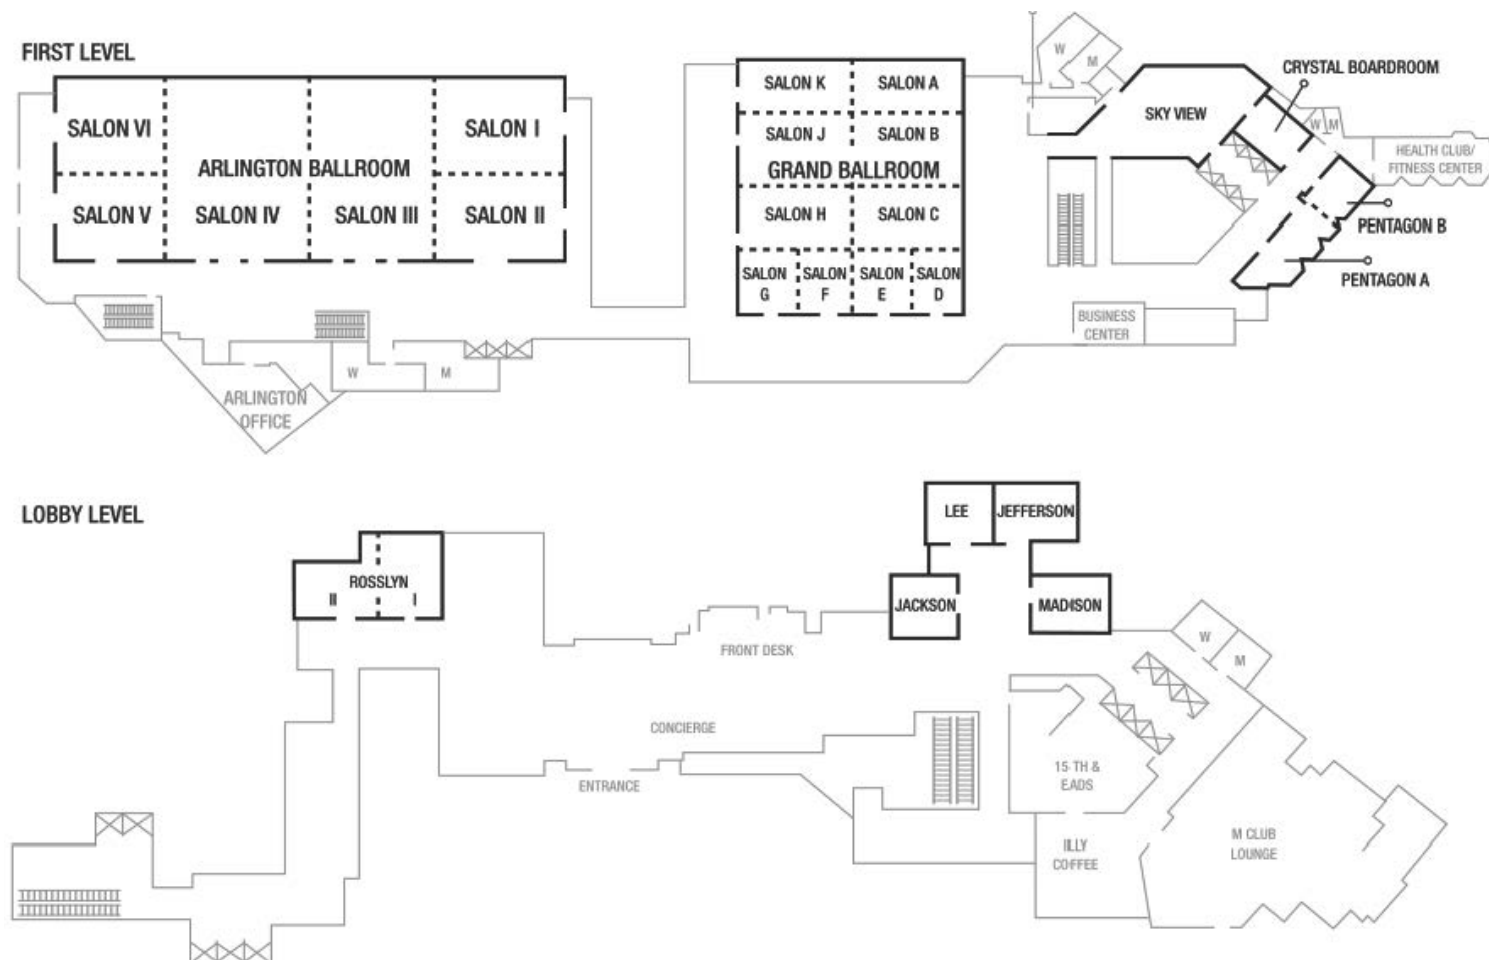 FIRST LEVEL
SALON VI
SALON I
ARLINGTON BALLROOM
SALON V
SALON IV
SALON III
SALON II
ARLINGTON
OFFICE
W
M
SALON K
SALON A
SALON J
SALON B
GRAND BALLROOM
SALON H
SALON C
SALON
G
SALON
F
SALON
E
SALON
D
W
M
SKY VIEW
CRYSTAL BOARDROOM
W
M
HEALTH CLUB/
FITNESS CENTER
PENTAGON B
PENTAGON A
BUSINESS
CENTER
LOBBY LEVEL
ROSSLYN
II
I
LEE
JEFFERSON
JACKSON
MADISON
FRONT DESK
W
M
CONCIERGE
ENTRANCE
15 TH &
EADS
ILLY
COFFEE
M CLUB
LOUNGE